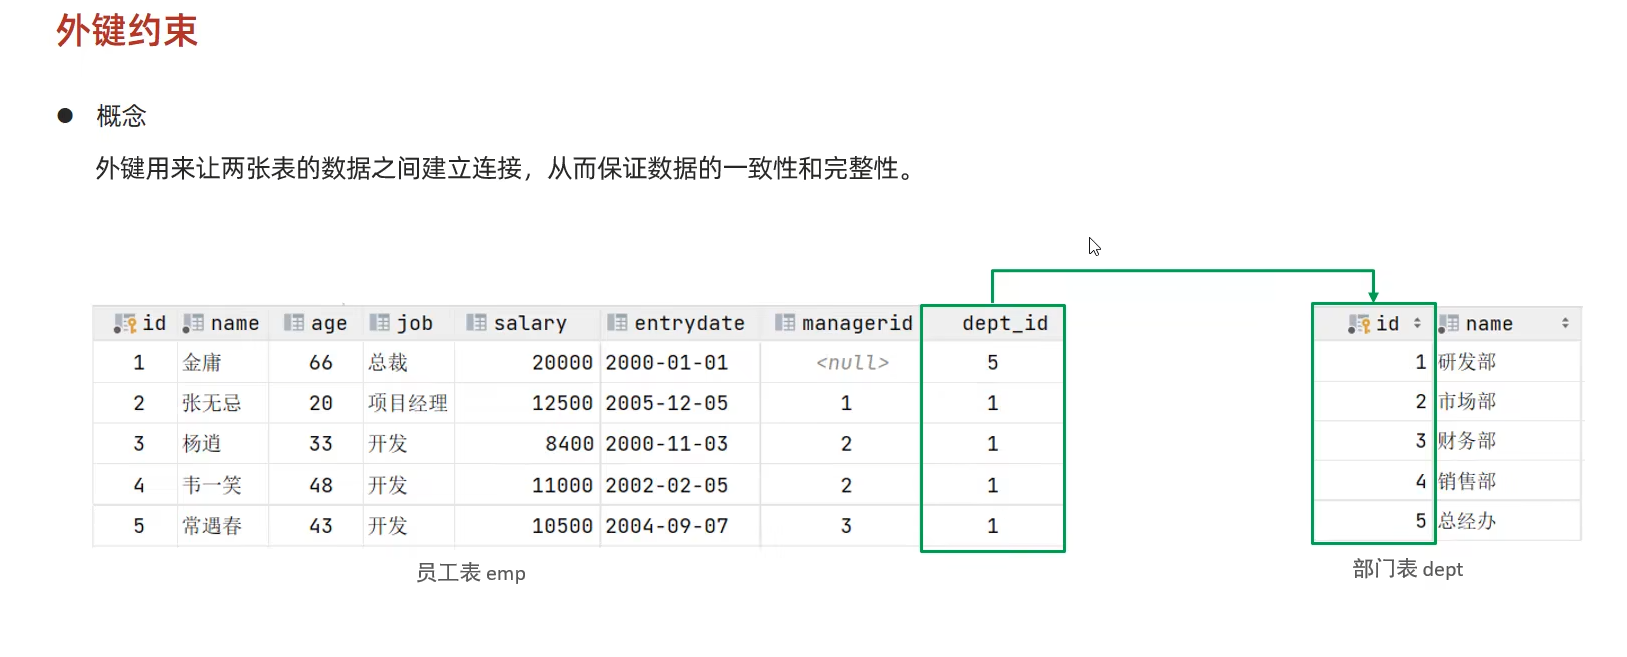 外键约束
● 概念
外键用来让两张表的数据之间建立连接，从而保证数据的一致性和完整性。
id name age job salary entrydate managerid dept_id
1 金庸 66 总裁 20000 2000-01-01 <null> 5
2 张无忌 20 项目经理 12500 2005-12-05 1 1
3 杨逍 33 开发 8400 2000-11-03 2 1
4 韦一笑 48 开发 11000 2002-02-05 2 1
5 常遇春 43 开发 10500 2004-09-07 3 1
员工表 emp
id name
1 研发部
2 市场部
3 财务部
4 销售部
5 总经办
部门表 dept